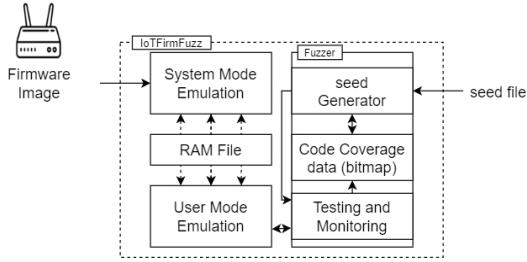 IoTFirmFuzz
Fuzzer
Firmware
Image
System Mode
Emulation
seed
Generator
seed file
RAM File
Code Coverage
data (bitmap)
User Mode
Emulation
Testing and
Monitoring